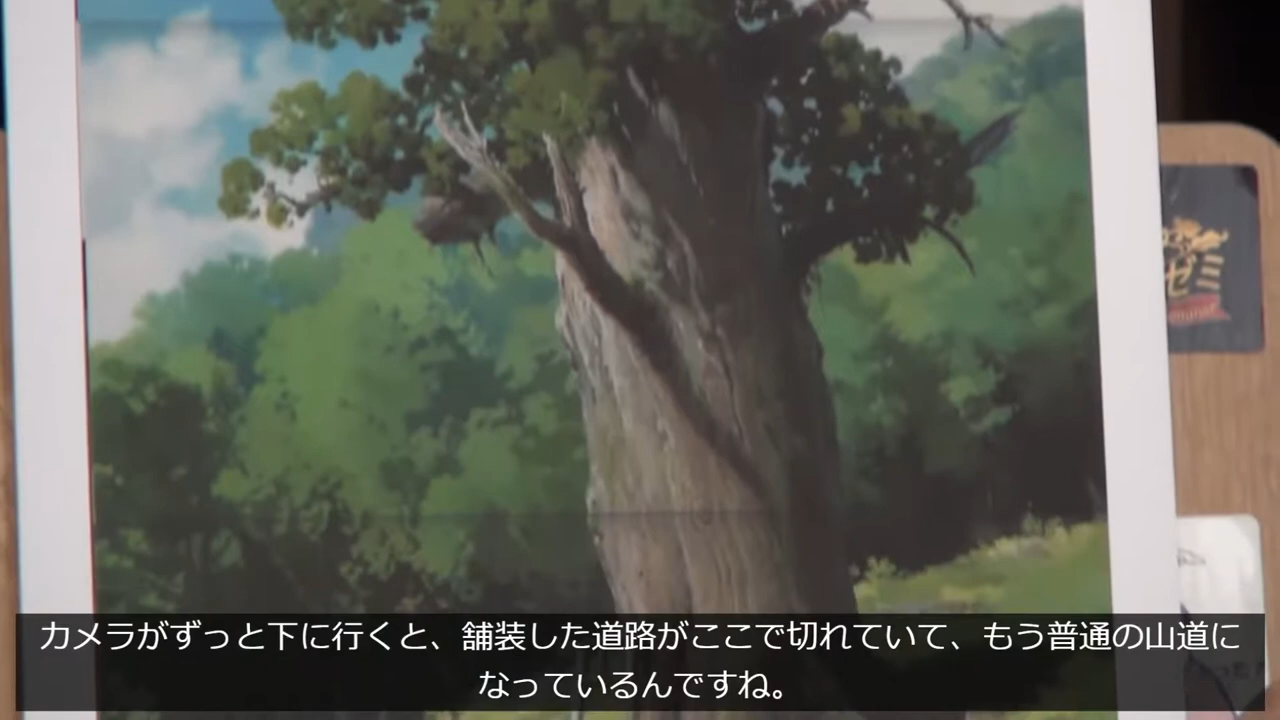 ゼミ
カメラがずっと下に行くと、舗装した道路がここで切れていて、もう普通の山道に
なっているんですね。